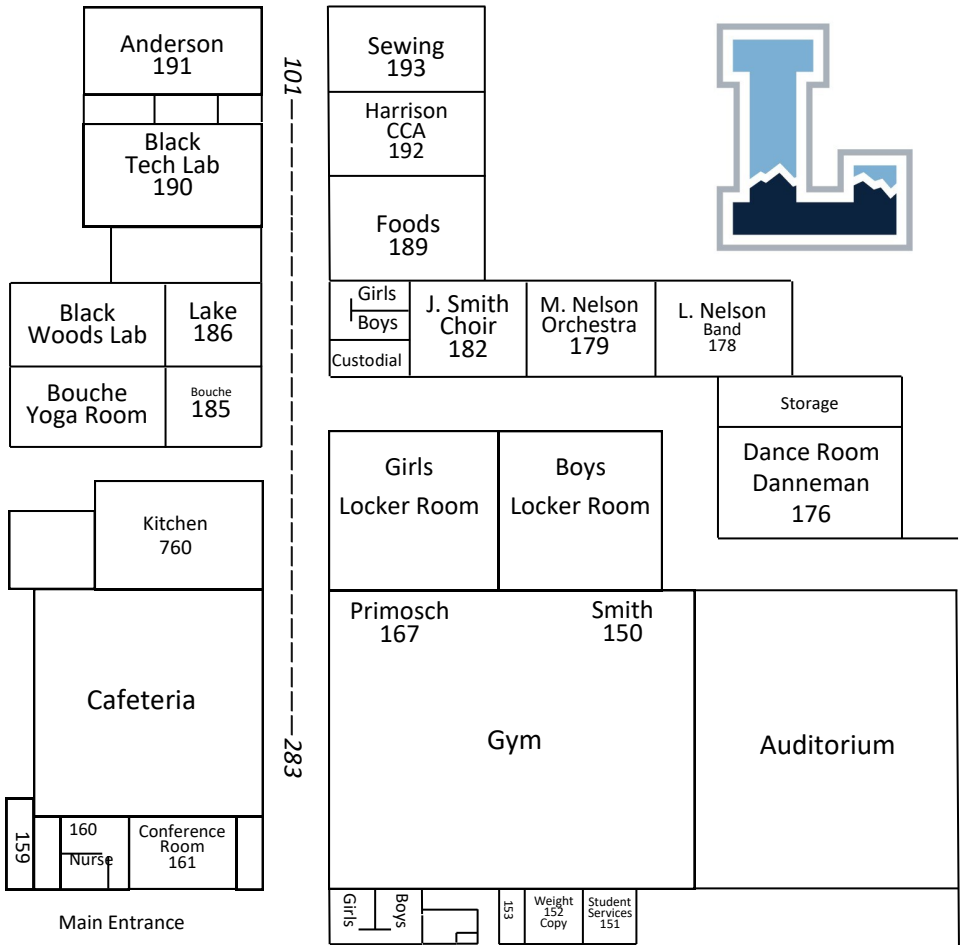 Anderson
191
101
Sewing
193
Harrison
CCA
192
L
Black
Tech Lab
190
Foods
189
Black
Woods Lab
Lake
186
Girls
Boys
Custodial
J. Smith
Choir
182
M. Nelson
Orchestra
179
L. Nelson
Band
178
Bouche
Yoga Room
Bouche
185
Storage
Dance Room
Danneman
176
Girls
Locker Room
Boys
Locker Room
Kitchen
760
Primosch
167
Smith
150
Cafeteria
Gym
Auditorium
283
159
160
Nurse
Conference
Room
161
Main Entrance
Girls
Boys
153
Weight
152
Copy
Student
Services
151